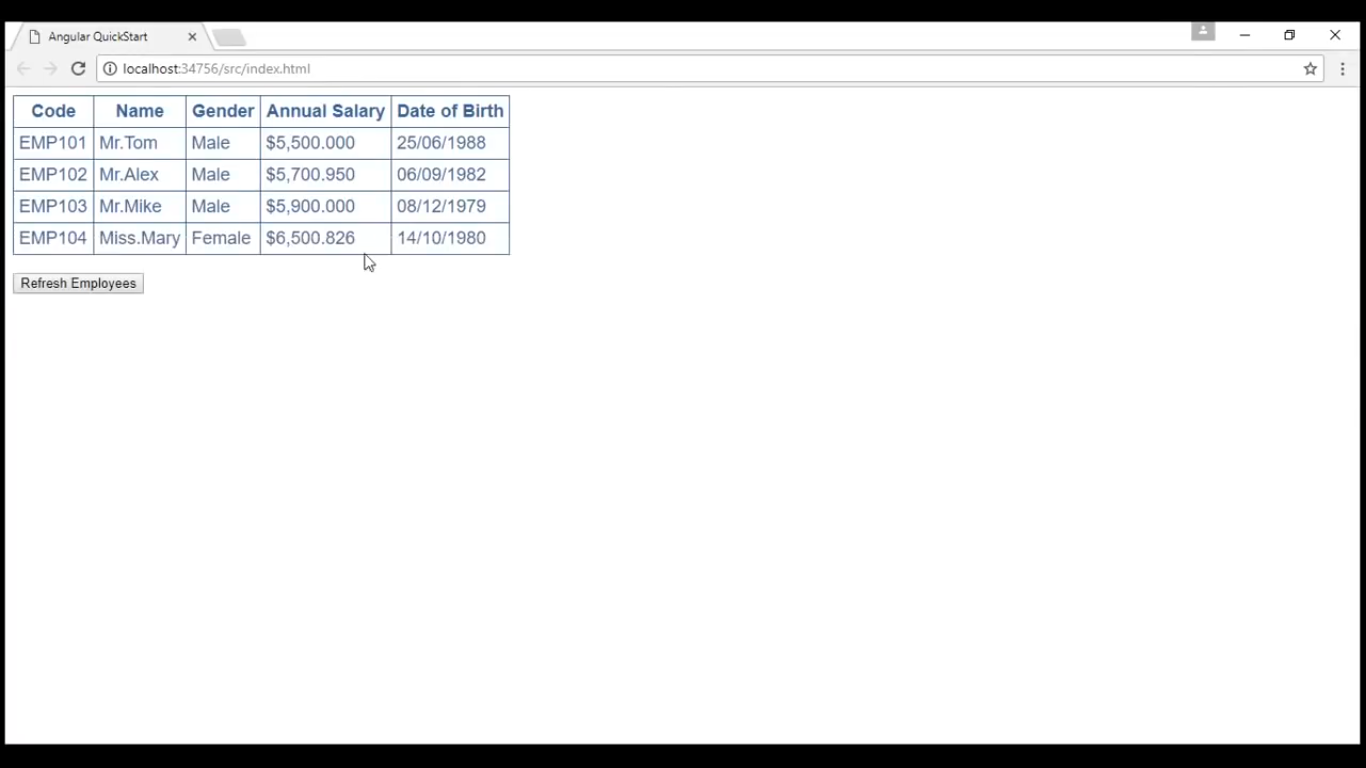 Angular QuickStart
localhost:34756/src/index.html
Code Name Gender Annual Salary Date of Birth
EMP101 Mr.Tom Male $5,500.000 25/06/1988
EMP102 Mr.Alex Male $5,700.950 06/09/1982
EMP103 Mr.Mike Male $5,900.000 08/12/1979
EMP104 Miss.Mary Female $6,500.826 14/10/1980
Refresh Employees